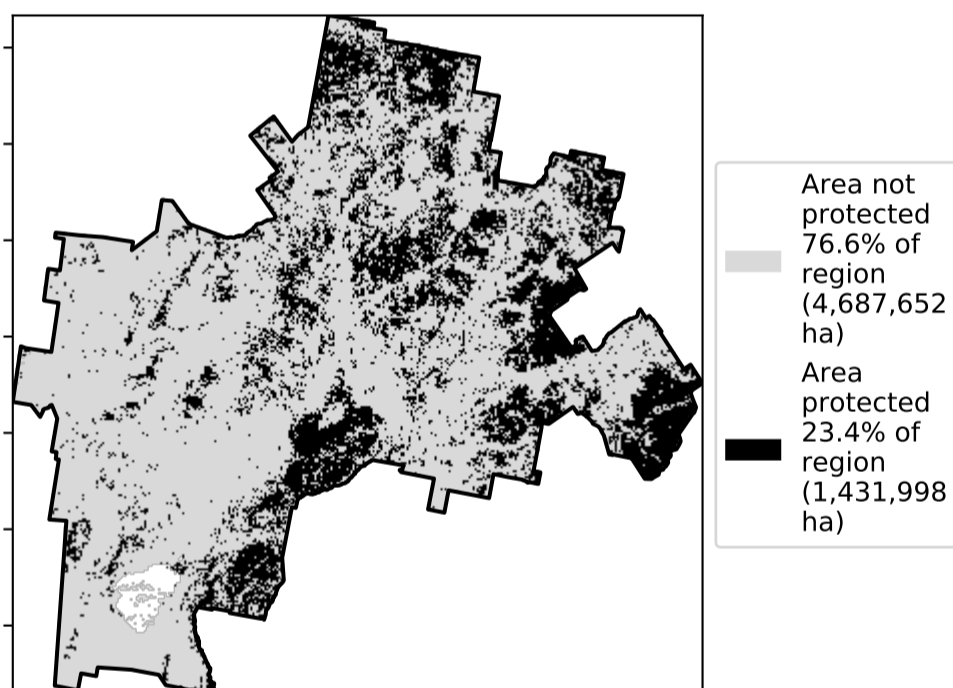 Area not
protected
76.6% of
region
(4,687,652
ha)
Area
protected
23.4% of
region
(1,431,998
ha)